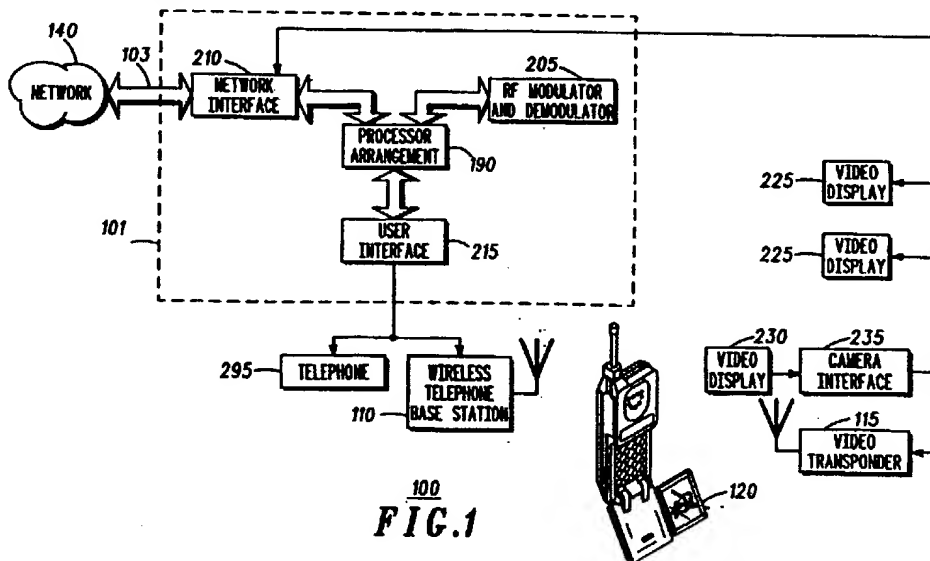 140
103
210
205
NETWORK
NETWORK
INTERFACE
RF MODULATOR
AND DEMODULATOR
PROCESSOR
ARRANGEMENT
190
225
VIDEO
DISPLAY
101
USER
INTERFACE
215
225
VIDEO
DISPLAY
230
235
295
TELEPHONE
WIRELESS
TELEPHONE
BASE STATION
110
VIDEO
DISPLAY
CAMERA
INTERFACE
115
VIDEO
TRANSPONDER
120
100
FIG.1